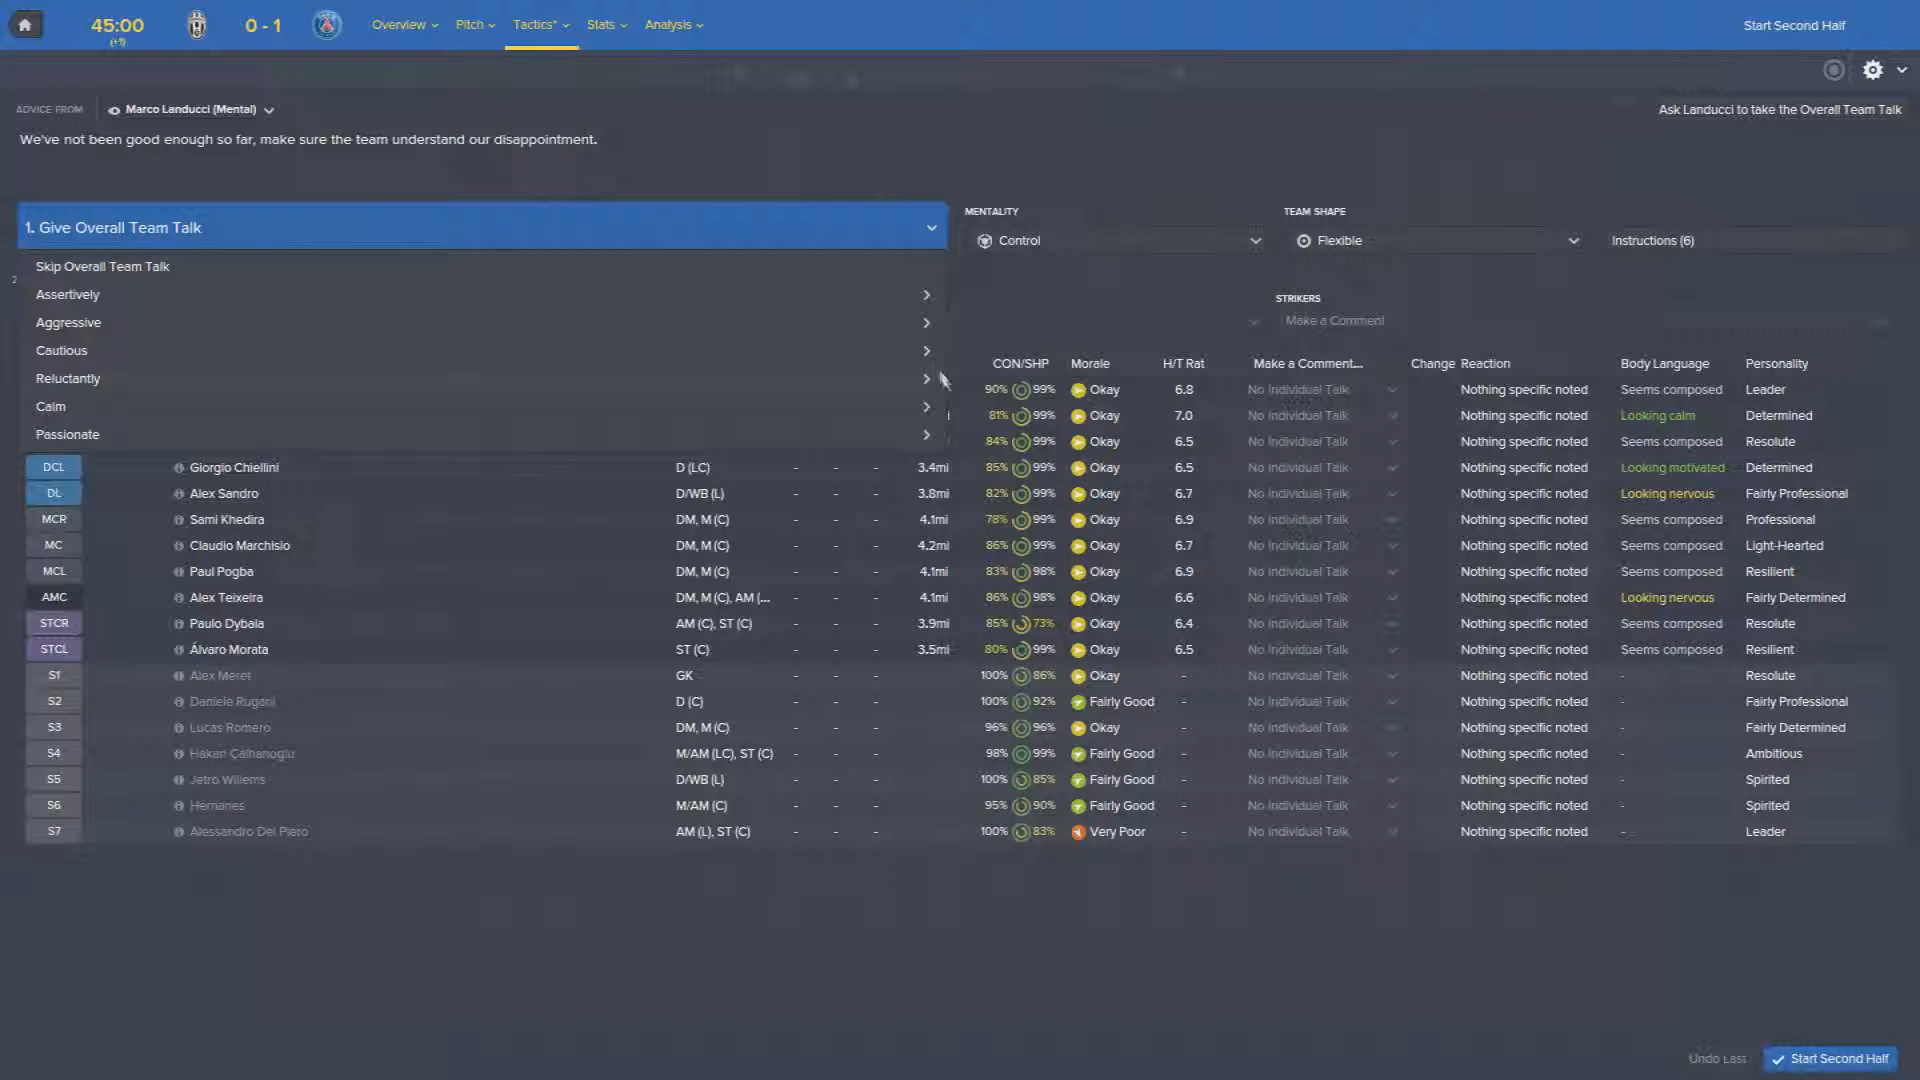 45:00
(+1)
0 - 1
Overview
Pitch
Tactics*
Stats
Analysis
Start Second Half
ADVICE FROM
Marco Landucci (Mental)
Ask Landucci to take the Overall Team Talk
We've not been good enough so far, make sure the team understand our disappointment.
1. Give Overall Team Talk
MENTALITY
TEAM SHAPE
Control
Flexible
Instructions (6)
Skip Overall Team Talk
2
Assertively
STRIKERS
Aggressive
Make a Comment
Cautious
CON/SHP Morale H/T Rat Make a Comment... Change Reaction Body Language Personality
Reluctantly
90% 99% Okay 6.8 No Individual Talk Nothing specific noted Seems composed Leader
Calm
81% 99% Okay 7.0 No Individual Talk Nothing specific noted Looking calm Determined
Passionate
84% 99% Okay 6.5 No Individual Talk Nothing specific noted Seems composed Resolute
DCL Giorgio Chiellini D (LC) - - - 3.4mi 85% 99% Okay 6.5 No Individual Talk Nothing specific noted Looking motivated Determined
DL Alex Sandro D/WB (L) - - - 3.8mi 82% 99% Okay 6.7 No Individual Talk Nothing specific noted Looking nervous Fairly Professional
MCR Sami Khedira DM, M (C) - - - 4.1mi 78% 99% Okay 6.9 No Individual Talk Nothing specific noted Seems composed Professional
MC Claudio Marchisio DM, M (C) - - - 4.2mi 86% 99% Okay 6.7 No Individual Talk Nothing specific noted Seems composed Light-Hearted
MCL Paul Pogba DM, M (C) - - - 4.1mi 83% 98% Okay 6.9 No Individual Talk Nothing specific noted Seems composed Resilient
AMC Alex Teixeira DM, M (C), AM (... - - - 4.1mi 86% 98% Okay 6.6 No Individual Talk Nothing specific noted Looking nervous Fairly Determined
STCR Paulo Dybala AM (C), ST (C) - - - 3.9mi 85% 73% Okay 6.4 No Individual Talk Nothing specific noted Seems composed Resolute
STCL Álvaro Morata ST (C) - - - 3.5mi 80% 99% Okay 6.5 No Individual Talk Nothing specific noted Seems composed Resilient
S1 Alex Meret GK - - - 100% 86% Okay - No Individual Talk Nothing specific noted - Resolute
S2 Daniele Rugani D (C) - - - 100% 92% Fairly Good - No Individual Talk Nothing specific noted - Fairly Professional
S3 Lucas Romero DM, M (C) - - - 96% 96% Okay - No Individual Talk Nothing specific noted - Fairly Determined
S4 Hakan Çalhanoglu M/AM (LC), ST (C) - - - 98% 99% Fairly Good - No Individual Talk Nothing specific noted - Ambitious
S5 Jetro Willems D/WB (L) - - - 100% 85% Fairly Good - No Individual Talk Nothing specific noted - Spirited
S6 Hernanes M/AM (C) - - - 95% 90% Fairly Good - No Individual Talk Nothing specific noted - Spirited
S7 Alessandro Del Piero AM (L), ST (C) - - - 100% 83% Very Poor - No Individual Talk Nothing specific noted - Leader
Undo Last
Start Second Half